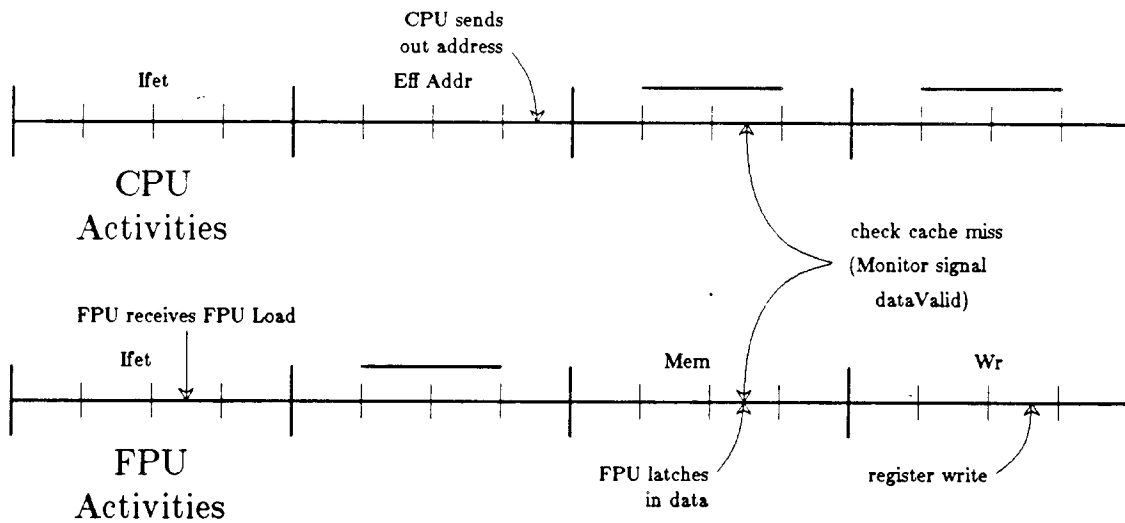 CPU sends
out address
Ifet
Eff Addr
CPU
Activities
check cache miss
(Monitor signal
dataValid)
FPU receives FPU Load
Ifet
Mem
Wr
FPU
Activities
FPU latches
in data
register write